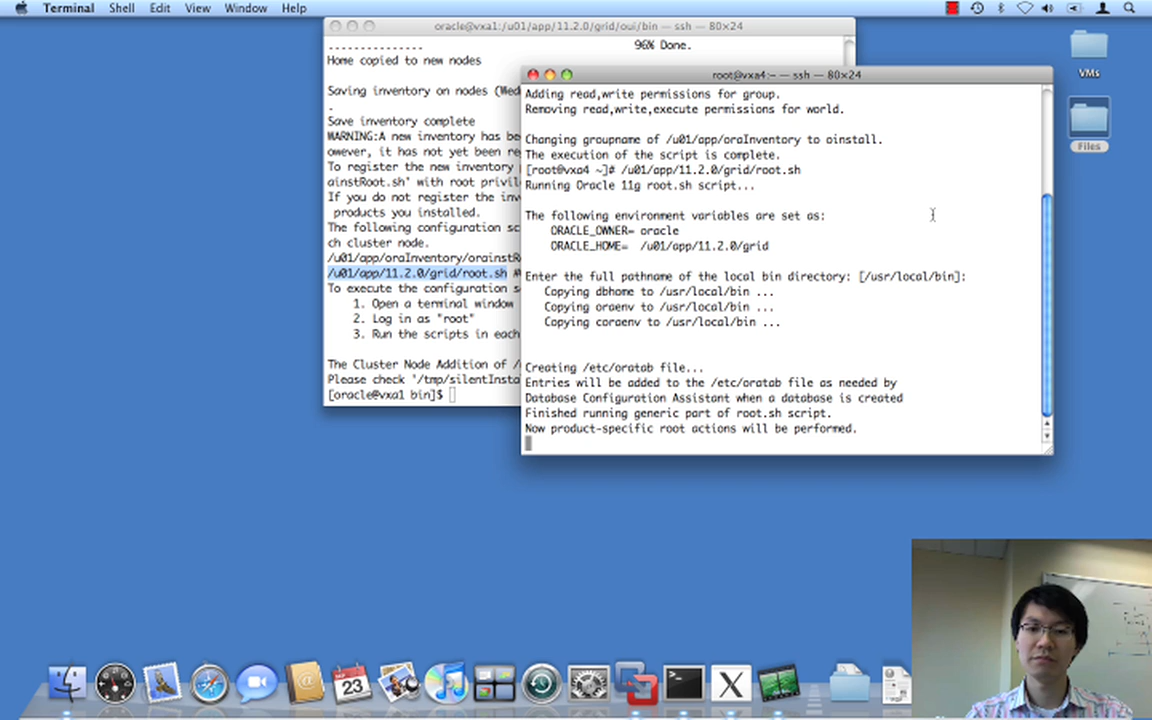 Terminal Shell Edit View Window Help
oracle@vxa1:/u01/app/11.2.0/grid/oui/bin — ssh — 80×24
--------------- 96% Done.
Home copied to new nodes
Saving inventory on nodes (Wed
.
Save inventory complete
WARNING:A new inventory has be
owever, it has not yet been re
To register the new inventory
ainstRoot.sh' with root privil
If you do not register the inv
products you installed.
The following configuration sc
ch cluster node.
/u01/app/oraInventory/orainstR
/u01/app/11.2.0/grid/root.sh #
To execute the configuration s
1. Open a terminal window
2. Log in as "root"
3. Run the scripts in each
The Cluster Node Addition of /
Please check '/tmp/silentInsta
[oracle@vxa1 bin]$
root@vxa4:~ — ssh — 80×24
Adding read,write permissions for group.
Removing read,write,execute permissions for world.
Changing groupname of /u01/app/oraInventory to oinstall.
The execution of the script is complete.
[root@vxa4 ~]# /u01/app/11.2.0/grid/root.sh
Running Oracle 11g root.sh script...
The following environment variables are set as:
ORACLE_OWNER= oracle
ORACLE_HOME= /u01/app/11.2.0/grid
Enter the full pathname of the local bin directory: [/usr/local/bin]:
Copying dbhome to /usr/local/bin ...
Copying oraenv to /usr/local/bin ...
Copying coraenv to /usr/local/bin ...
Creating /etc/oratab file...
Entries will be added to the /etc/oratab file as needed by
Database Configuration Assistant when a database is created
Finished running generic part of root.sh script.
Now product-specific root actions will be performed.
VMs
Files
23